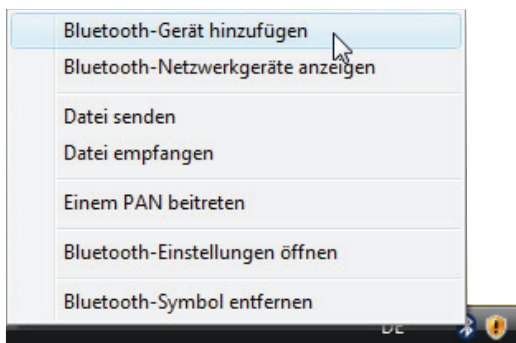 Bluetooth-Gerät hinzufügen
Bluetooth-Netzwerkgeräte anzeigen
Datei senden
Datei empfangen
Einem PAN beitreten
Bluetooth-Einstellungen öffnen
Bluetooth-Symbol entfernen
DE